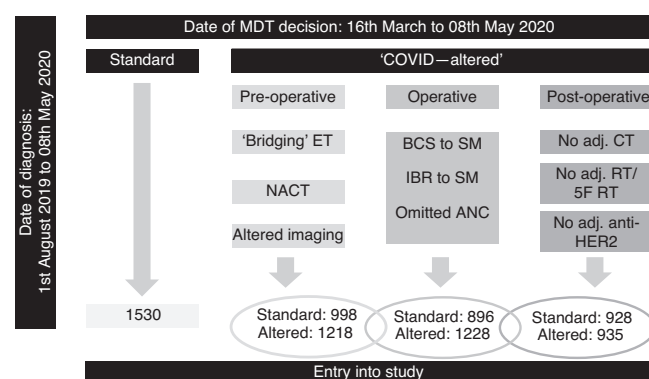 Date of MDT decision: 16th March to 08th May 2020
Date of diagnosis:
1st August 2019 to 08th May 2020
Standard
'COVID—altered'
Pre-operative
Operative
Post-operative
'Bridging' ET
NACT
Altered imaging
BCS to SM
IBR to SM
Omitted ANC
No adj. CT
No adj. RT/
5F RT
No adj. anti-
HER2
1530
Standard: 998
Altered: 1218
Standard: 896
Altered: 1228
Standard: 928
Altered: 935
Entry into study